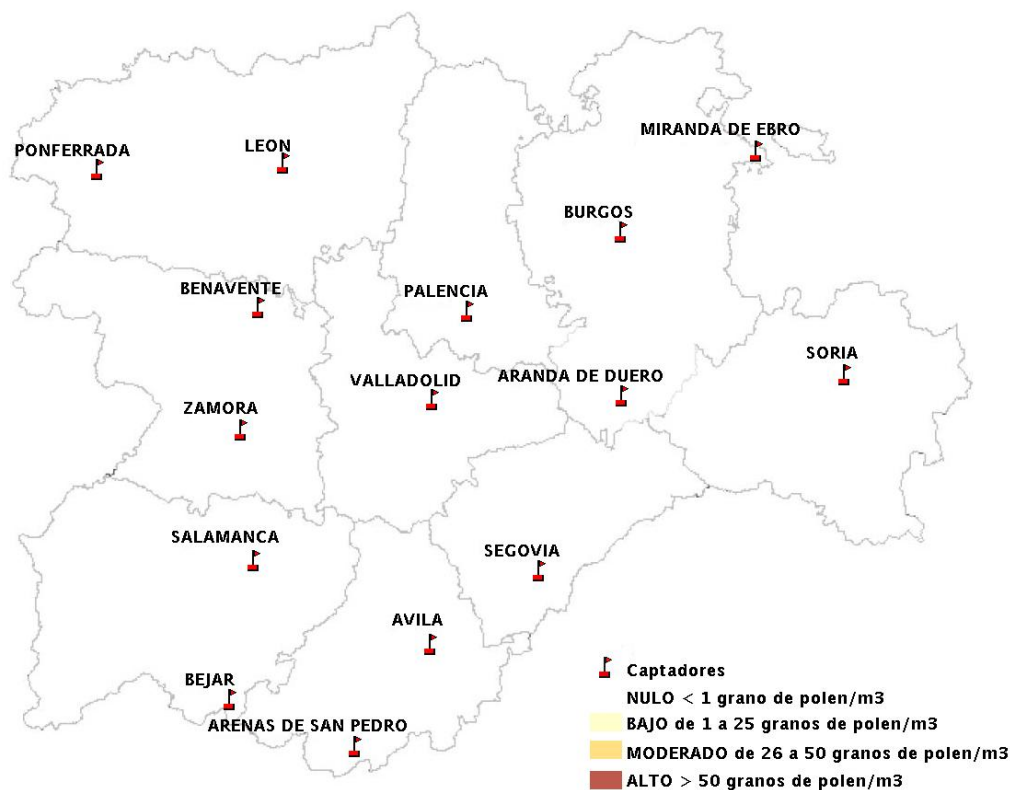 MIRANDA DE EBRO
PONFERRADA
LEON
BURGOS
BENAVENTE
PALENCIA
SORIA
VALLADOLID
ARANDA DE DUERO
ZAMORA
SALAMANCA
SEGOVIA
AVILA
BEJAR
ARENAS DE SAN PEDRO
Captadores
NULO < 1 grano de polen/m3
BAJO de 1 a 25 granos de polen/m3
MODERADO de 26 a 50 granos de polen/m3
ALTO > 50 granos de polen/m3